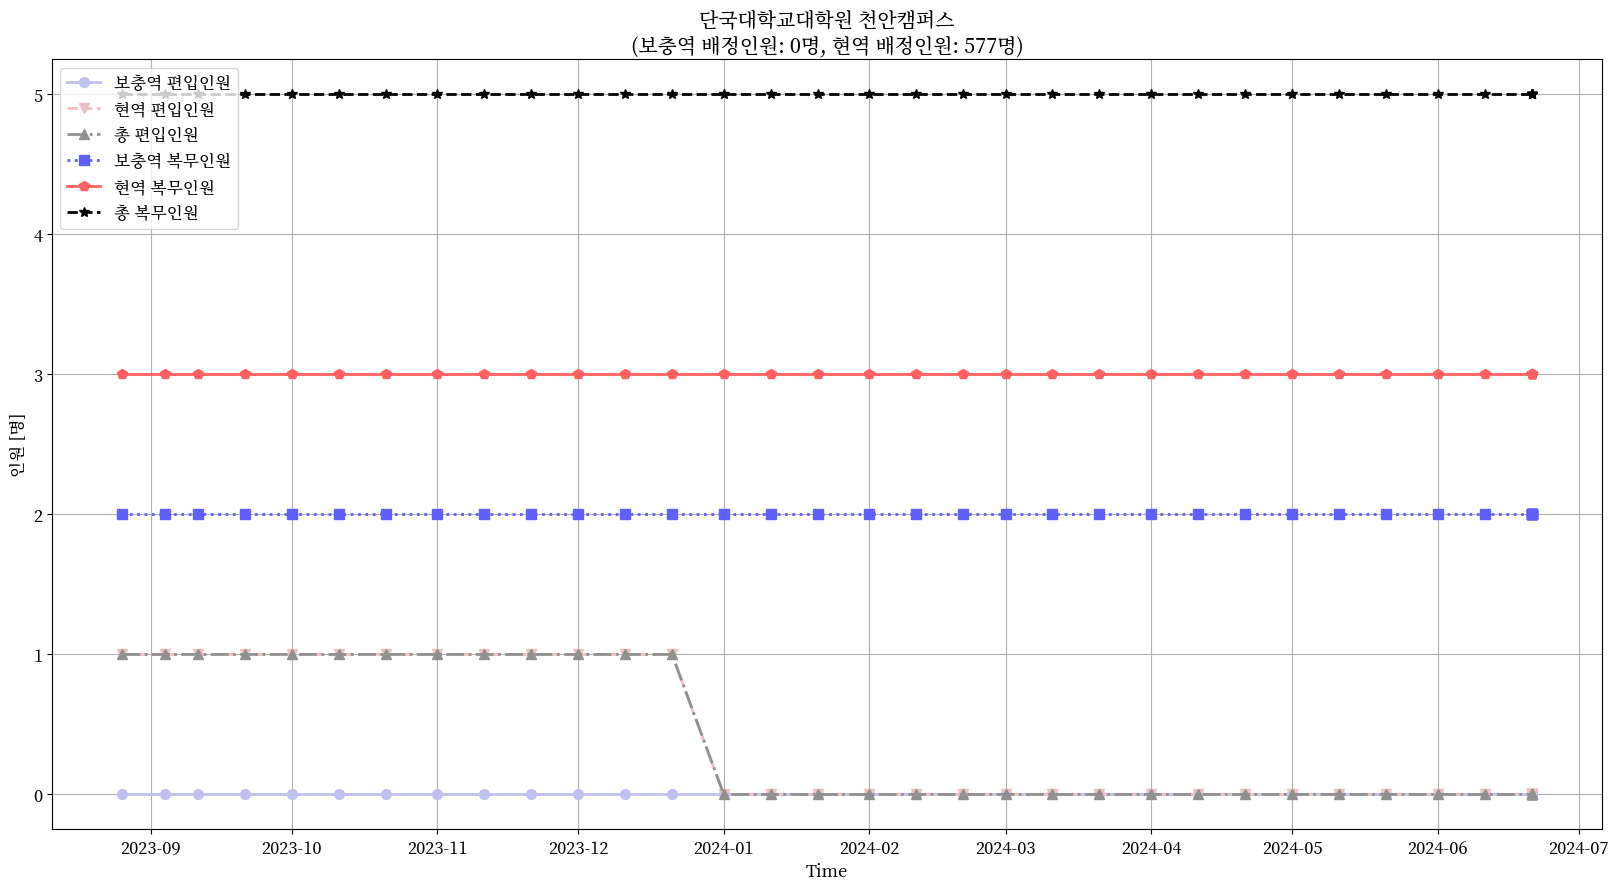 단국대학교대학원 천안캠퍼스
(보충역 배정인원: 0명, 현역 배정인원: 577명)
보충역 편입인원
현역 편입인원
총 편입인원
보충역 복무인원
현역 복무인원
총 복무인원
5
4
3
2
1
0
인원 [명]
2023-09
2023-10
2023-11
2023-12
2024-01
2024-02
2024-03
2024-04
2024-05
2024-06
2024-07
Time